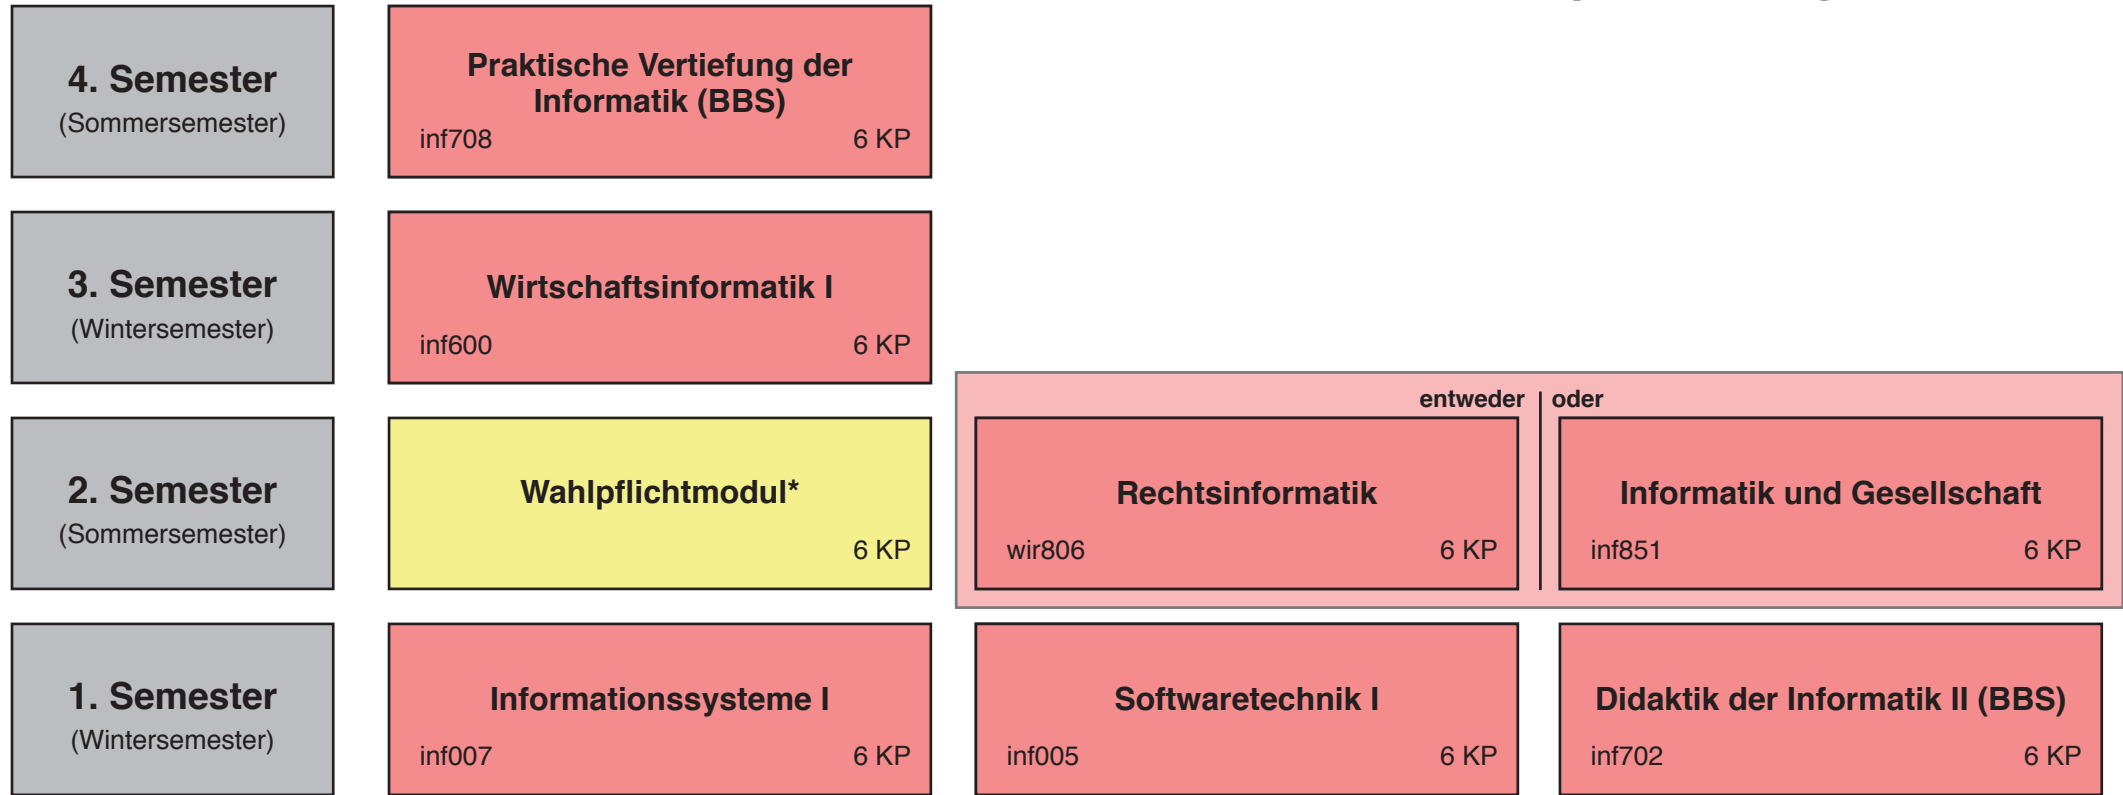 4. Semester
(Sommersemester)
Praktische Vertiefung der
Informatik (BBS)
inf708 6 KP
3. Semester
(Wintersemester)
Wirtschaftsinformatik I
inf600 6 KP
entweder oder
2. Semester
(Sommersemester)
Wahlpflichtmodul*
6 KP
Rechtsinformatik
wir806 6 KP
Informatik und Gesellschaft
inf851 6 KP
1. Semester
(Wintersemester)
Informationssysteme I
inf007 6 KP
Softwaretechnik I
inf005 6 KP
Didaktik der Informatik II (BBS)
inf702 6 KP